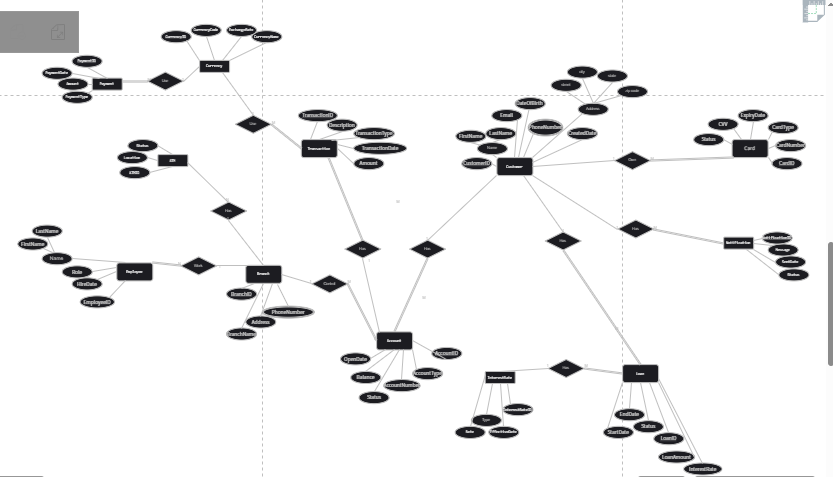 CurrencyID
CurrencyCode
ExchangeRate
CurrencyName
Currency
PaymentID
PaymentDate
Amount
Payment
PaymentType
Use
TransactionID
Description
TransactionType
TransactionDate
Amount
Transaction
city
state
street
zip code
Address
DateOfBirth
Email
PhoneNumber
CreatedDate
FirstName
LastName
Name
CustomerID
Customer
Own
ExpiryDate
CVV
CardType
Status
Card
CardNumber
CardID
Status
Location
ATMID
ATM
Has
LastName
FirstName
Name
Role
HireDate
EmployeeID
Employee
Work
Branch
BranchID
PhoneNumber
Address
BranchName
Has
Has
Has
Has
Notification
NotificationID
Message
SentDate
Status
Account
OpenDate
AccountID
Balance
AccountType
AccountNumber
Status
InterestRate
Has
Loan
Type
InterestRateID
Rate
EffectiveDate
EndDate
Status
StartDate
LoanID
LoanAmount
InterestRate